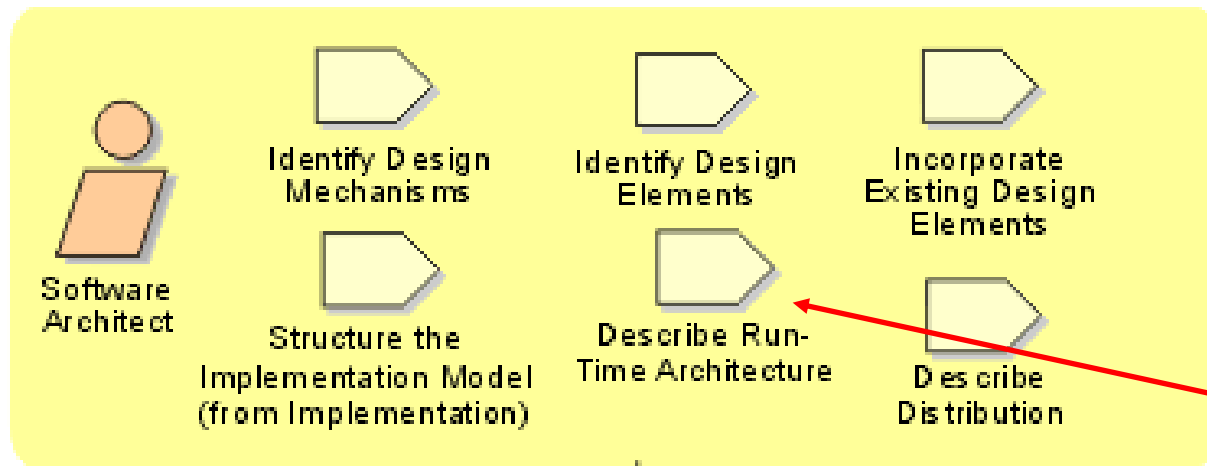 Identify Design
Mechanisms
Identify Design
Elements
Incorporate
Existing Design
Elements
Software
Architect
Structure the
Implementation Model
(from Implementation)
Describe Run-
Time Architecture
Describe
Distribution